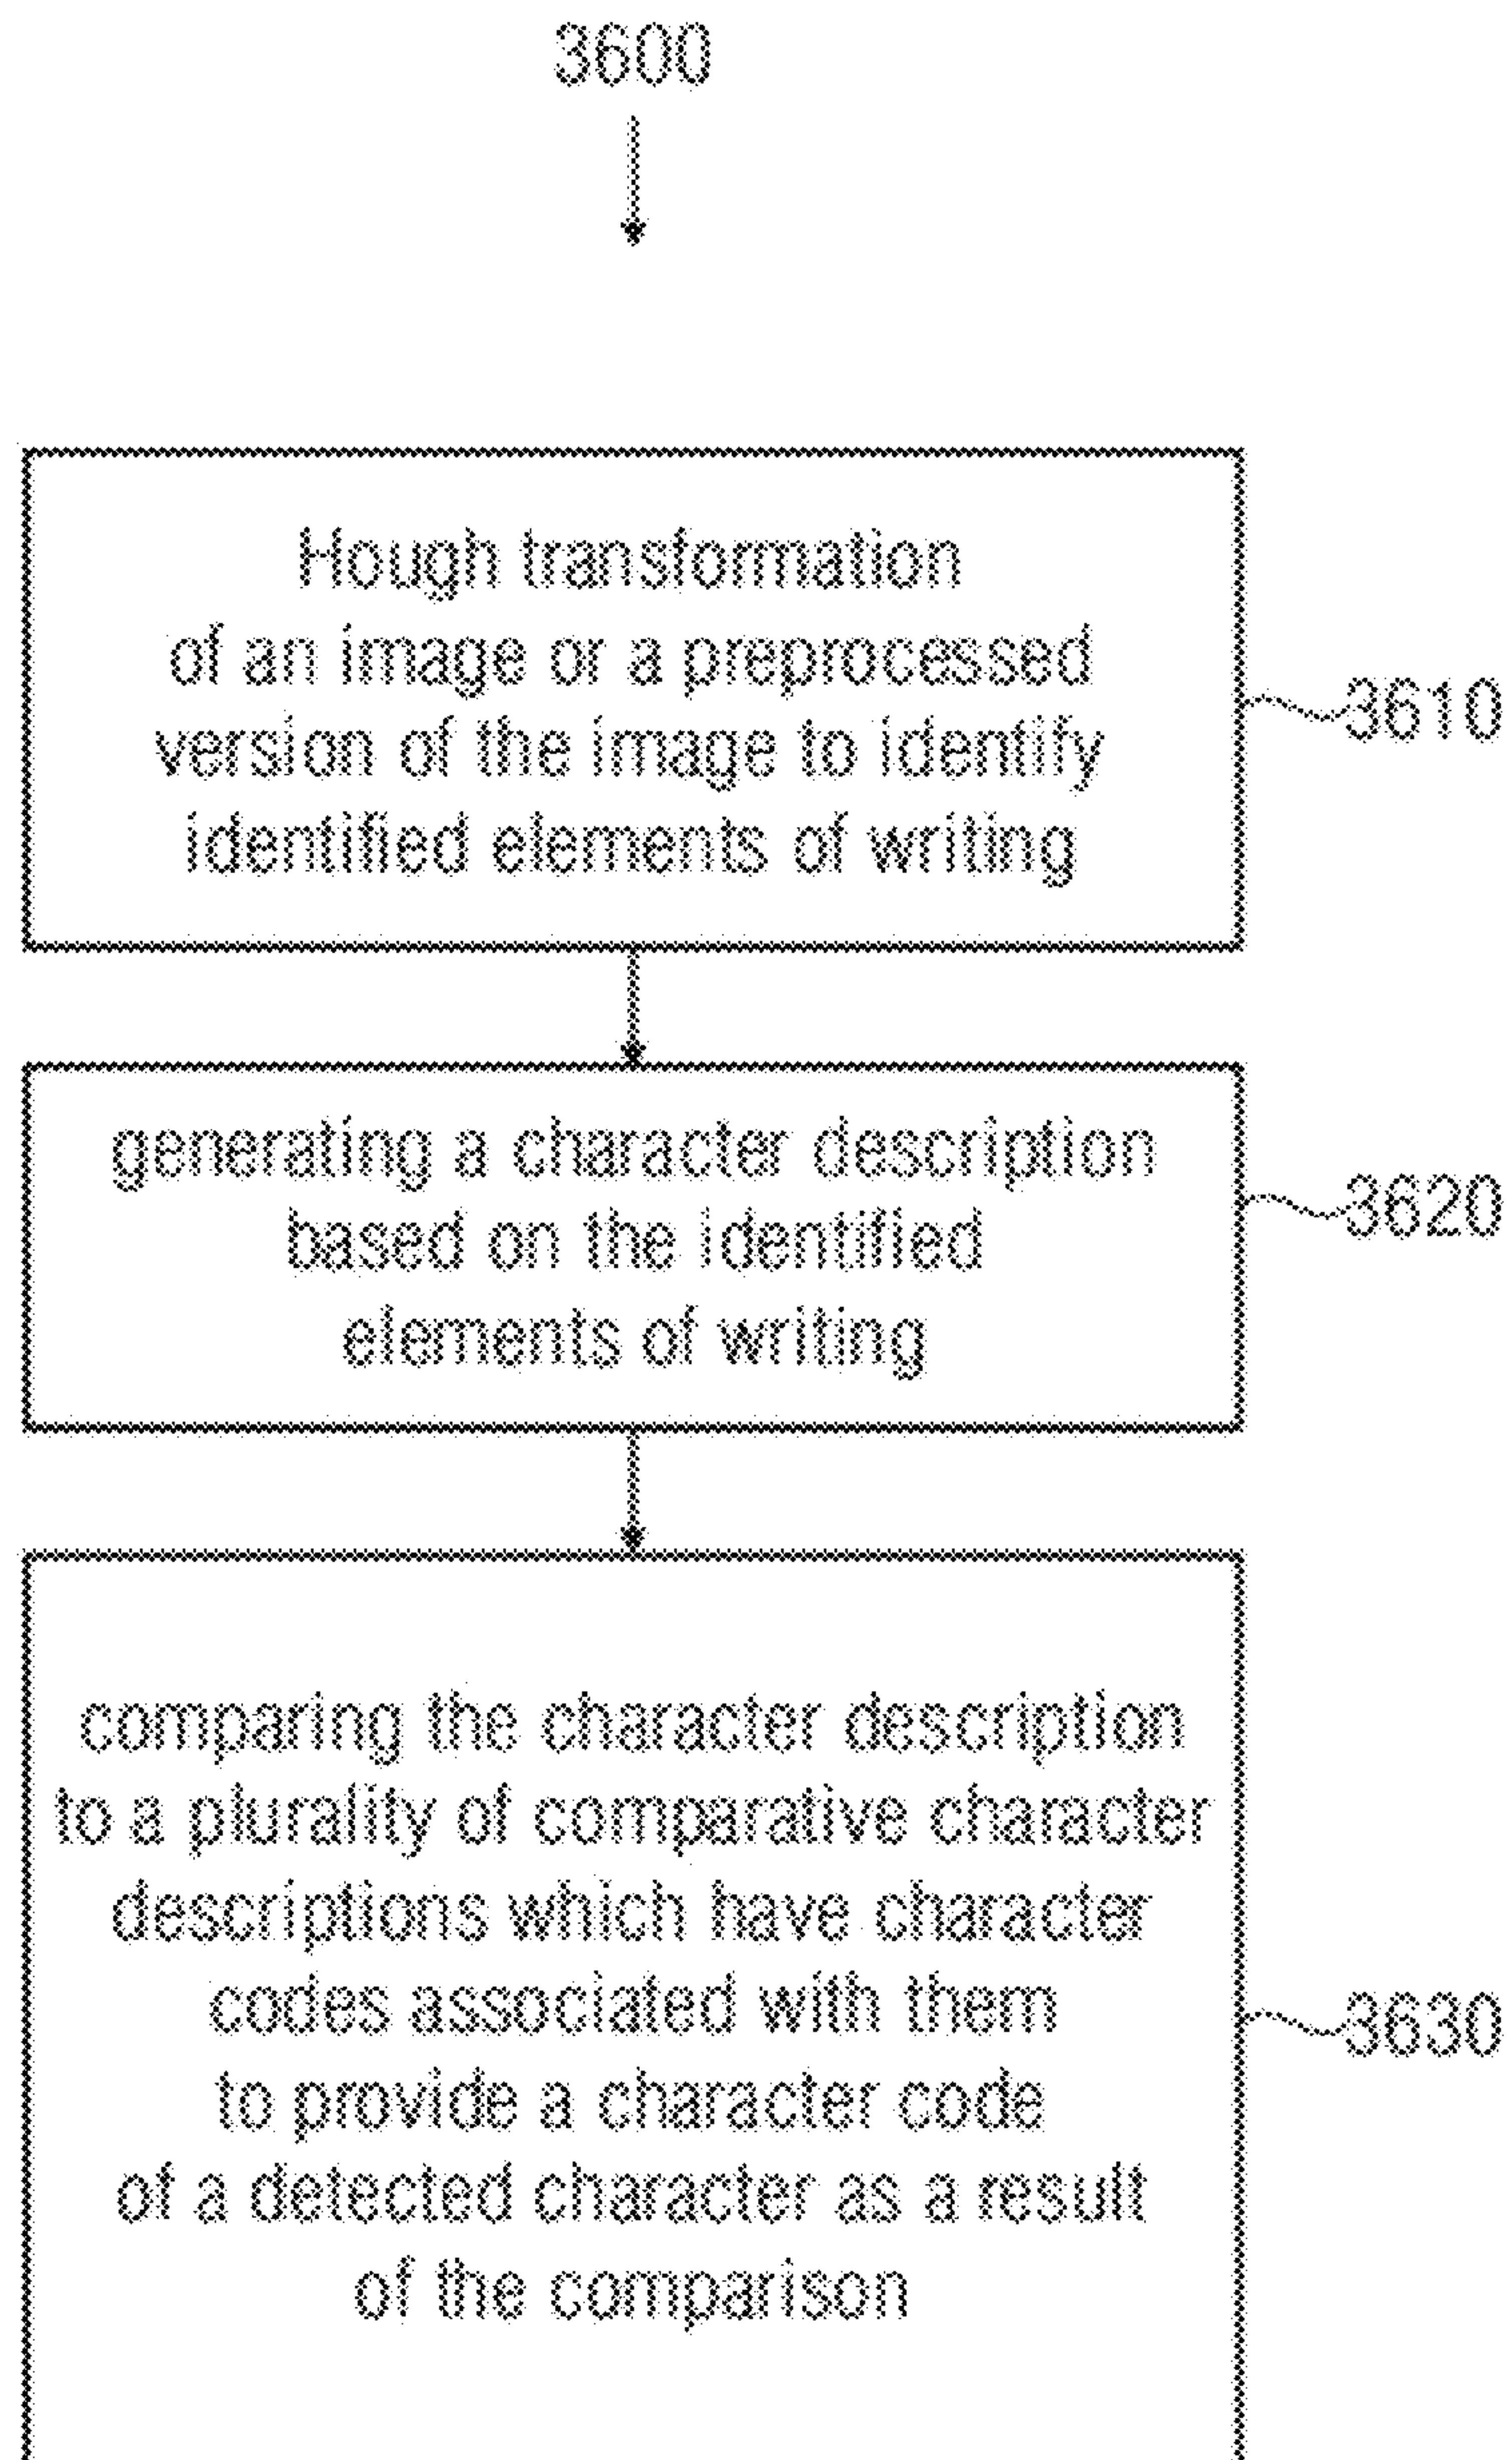 3600
Hough transformation
of an image or a preprocessed
version of the image to identify
identified elements of writing
3610
generating a character description
based on the identified
elements of writing
3620
comparing the character description
to a plurality of comparative character
descriptions which have character
codes associated with them
to provide a character code
of a detected character as a result
of the comparison
3630